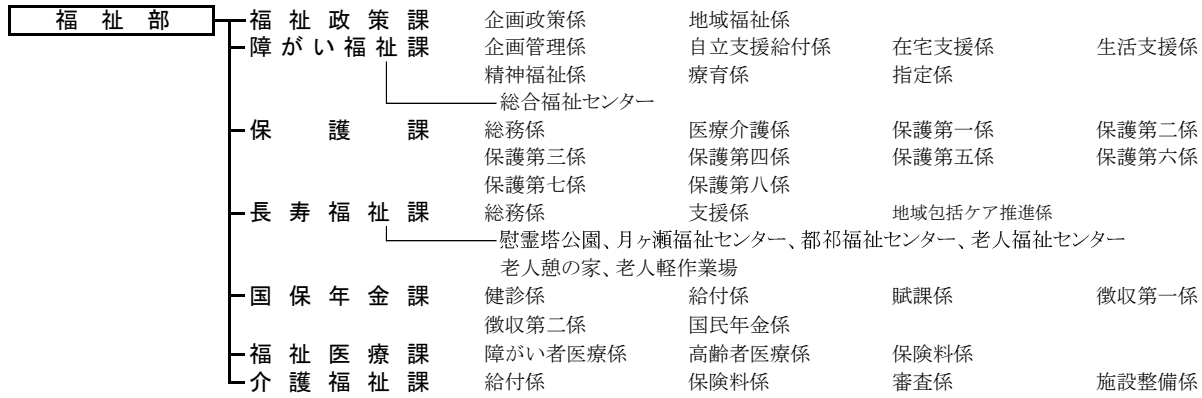 福祉部 福祉政策課 企画政策係 地域福祉係
障がい福祉課 企画管理係 自立支援給付係 在宅支援係 生活支援係
精神福祉係 療育係 指定係
総合福祉センター
保護課 総務係 医療介護係 保護第一係 保護第二係
保護第三係 保護第四係 保護第五係 保護第六係
保護第七係 保護第八係
長寿福祉課 総務係 支援係 地域包括ケア推進係
慰霊塔公園、月ヶ瀬福祉センター、都祁福祉センター、老人福祉センター
老人憩の家、老人軽作業場
国保年金課 健診係 給付係 賦課係 徴収第一係
徴収第二係 国民年金係
福祉医療課 障がい者医療係 高齢者医療係 保険料係
介護福祉課 給付係 保険料係 審査係 施設整備係